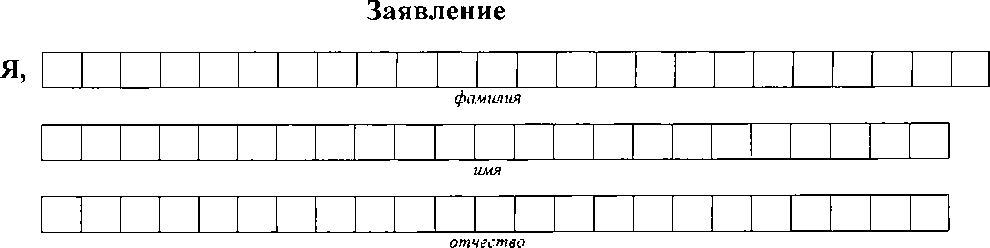 Заявление
Я,
фамилия
имя
отчество